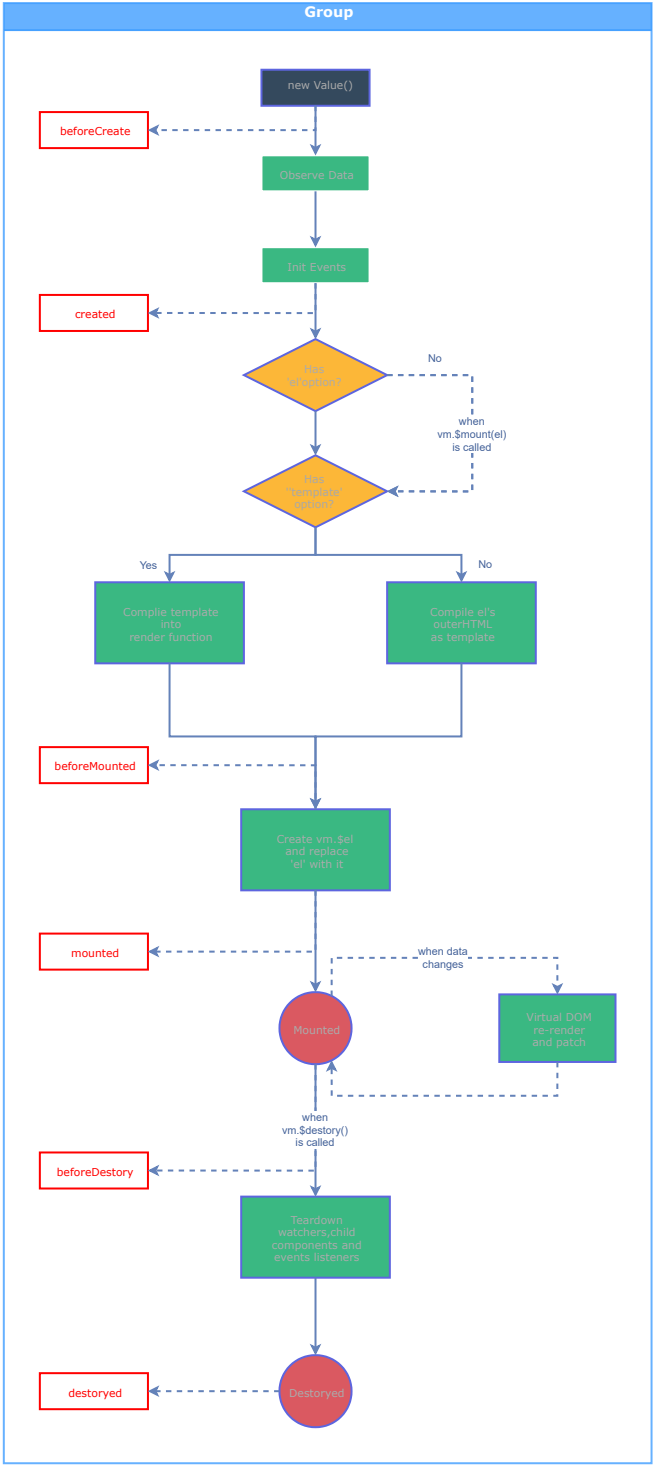 Group
new Value()
beforeCreate
Observe Data
Init Events
created
Has
'el'option?
No
when
vm.$mount(el)
is called
Has
"template'
option?
Yes
No
Complie template
into
render function
Complie el's
outerHTML
as template
beforeMounted
Create vm.$el
and replace
'el' with it
mounted
when data
changes
Mounted
Virtual DOM
re-render
and patch
when
vm.$destory()
is called
beforeDestory
Teardown
watchers,child
components and
events listeners
destoryed
Destoryed